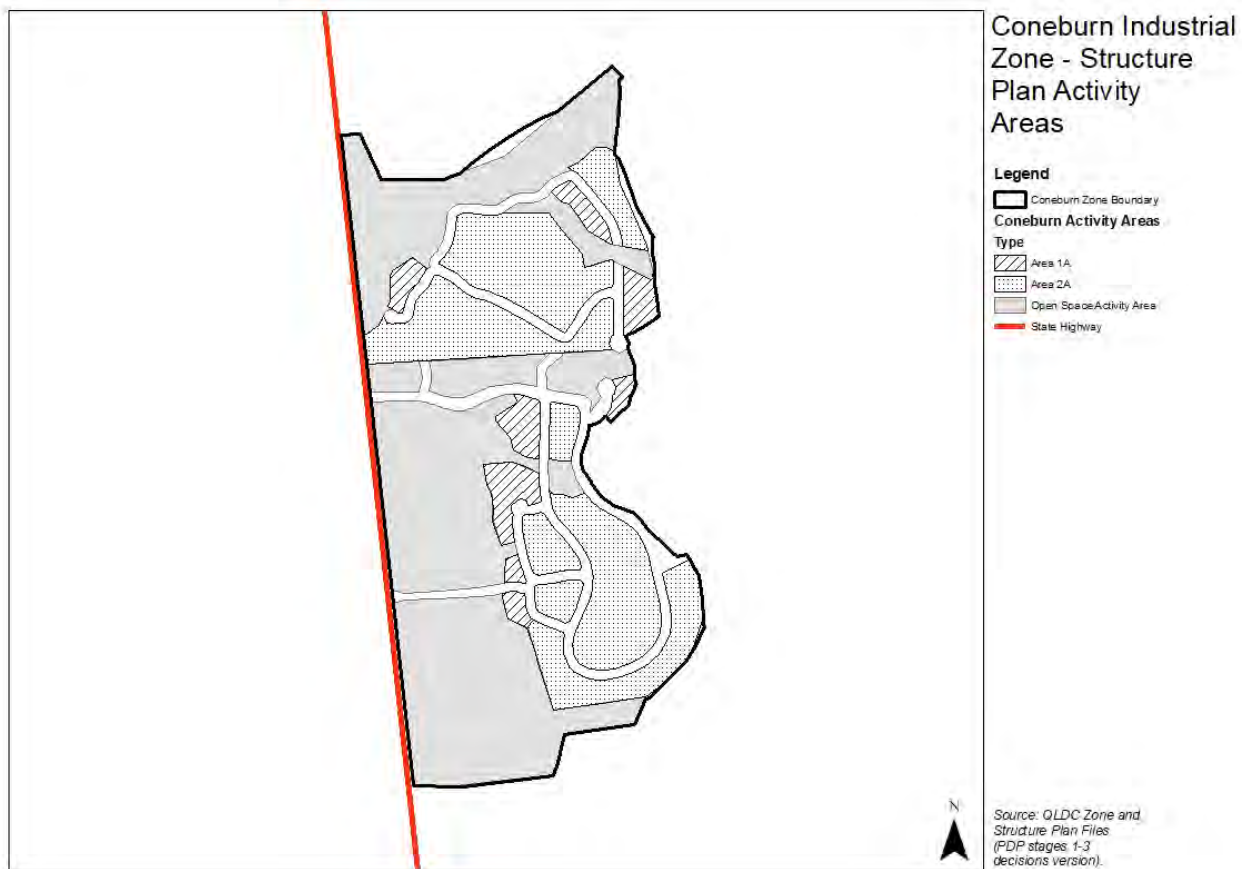 Coneburn Industrial
Zone - Structure
Plan Activity
Areas
Legend
Coneburn Zone Boundary
Coneburn Activity Areas
Type
Area 1A
Area 2A
Open Space Activity Area
State Highway
N
Source: QLDC Zone and
Structure Plan Files
(PDP stages 1-3
decisions version).